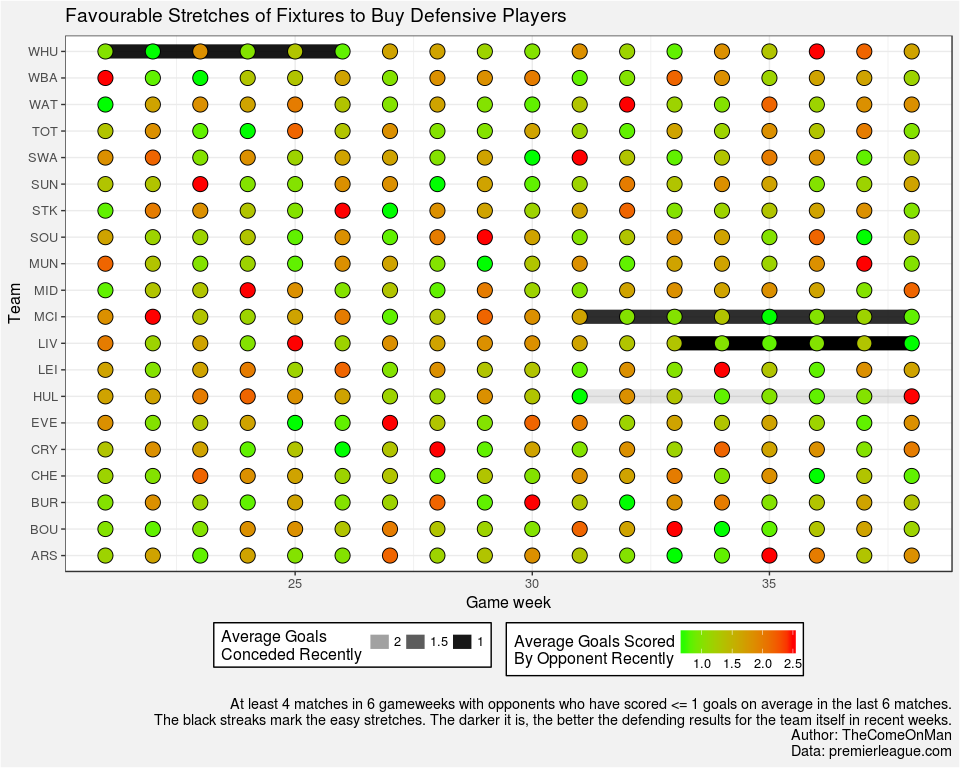 Favourable Stretches of Fixtures to Buy Defensive Players
Team
WHU
WBA
WAT
TOT
SWA
SUN
STK
SOU
MUN
MID
MCI
LIV
LEI
HUL
EVE
CRY
CHE
BUR
BOU
ARS
25 30 35
Game week
Average Goals
Conceded Recently
2 1.5 1
Average Goals Scored
By Opponent Recently
1.0 1.5 2.0 2.5
At least 4 matches in 6 gameweeks with opponents who have scored <= 1 goals on average in the last 6 matches.
The black streaks mark the easy stretches. The darker it is, the better the defending results for the team itself in recent weeks.
Author: TheComeOnMan
Data: premierleague.com